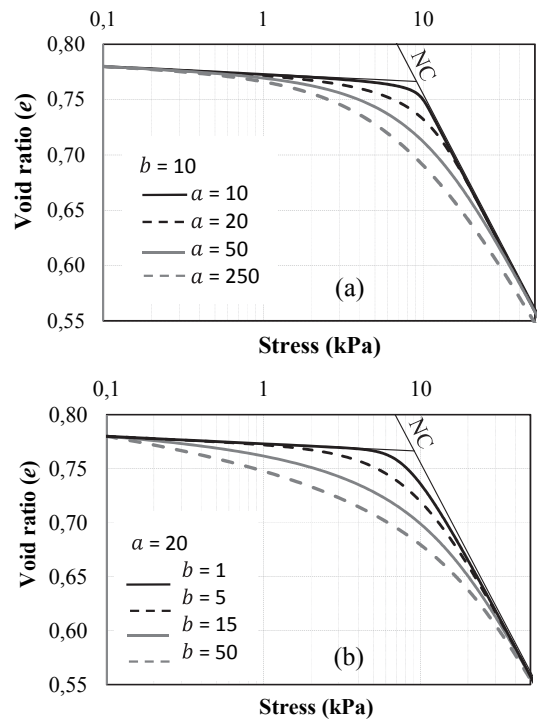 0,1 1 10
0,80
0,75
0,70
0,65
0,60
0,55
Void ratio (e)
NC
b = 10
a = 10
a = 20
a = 50
a = 250
(a)
Stress (kPa)
0,1 1 10
0,80
0,75
0,70
0,65
0,60
0,55
Void ratio (e)
NC
a = 20
b = 1
b = 5
b = 15
b = 50
(b)